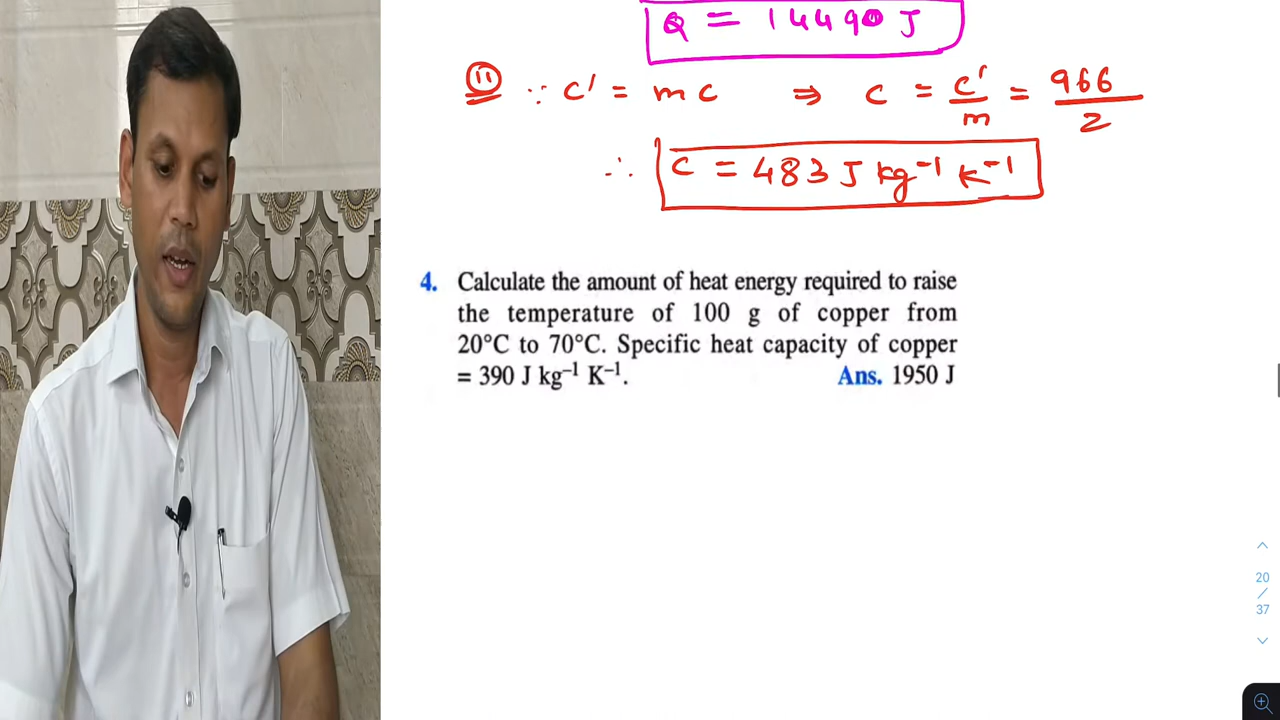 Q = 14490 J
(ii) ∵ c' = mc ⇒ c = c'/m = 966/2
∴ c = 483 J kg⁻¹ K⁻¹
4. Calculate the amount of heat energy required to raise
the temperature of 100 g of copper from
20°C to 70°C. Specific heat capacity of copper
= 390 J kg⁻¹ K⁻¹. Ans. 1950 J
20
/
37